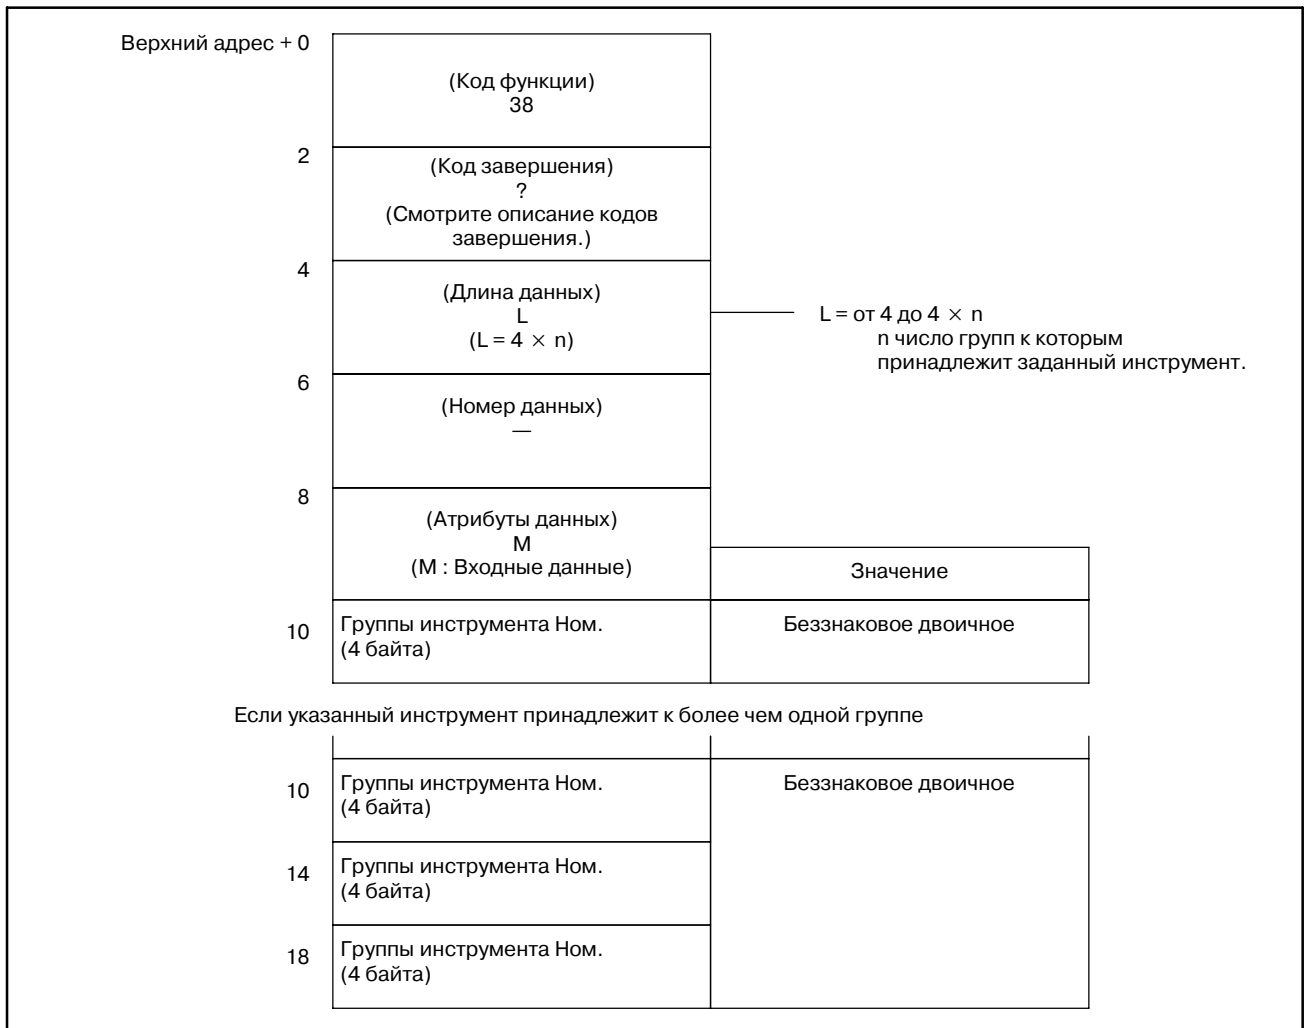 Верхний адрес + 0
(Код функции)
38
2
(Код завершения)
?
(Смотрите описание кодов
завершения.)
4
(Длина данных)
L
(L = 4 × n)
L = от 4 до 4 × n
n число групп к которым
принадлежит заданный инструмент.
6
(Номер данных)
—
8
(Атрибуты данных)
M
(M : Входные данные)
Значение
10
Группы инструмента Ном.
(4 байта)
Беззнаковое двоичное
Если указанный инструмент принадлежит к более чем одной группе
10
Группы инструмента Ном.
(4 байта)
Беззнаковое двоичное
14
Группы инструмента Ном.
(4 байта)
18
Группы инструмента Ном.
(4 байта)